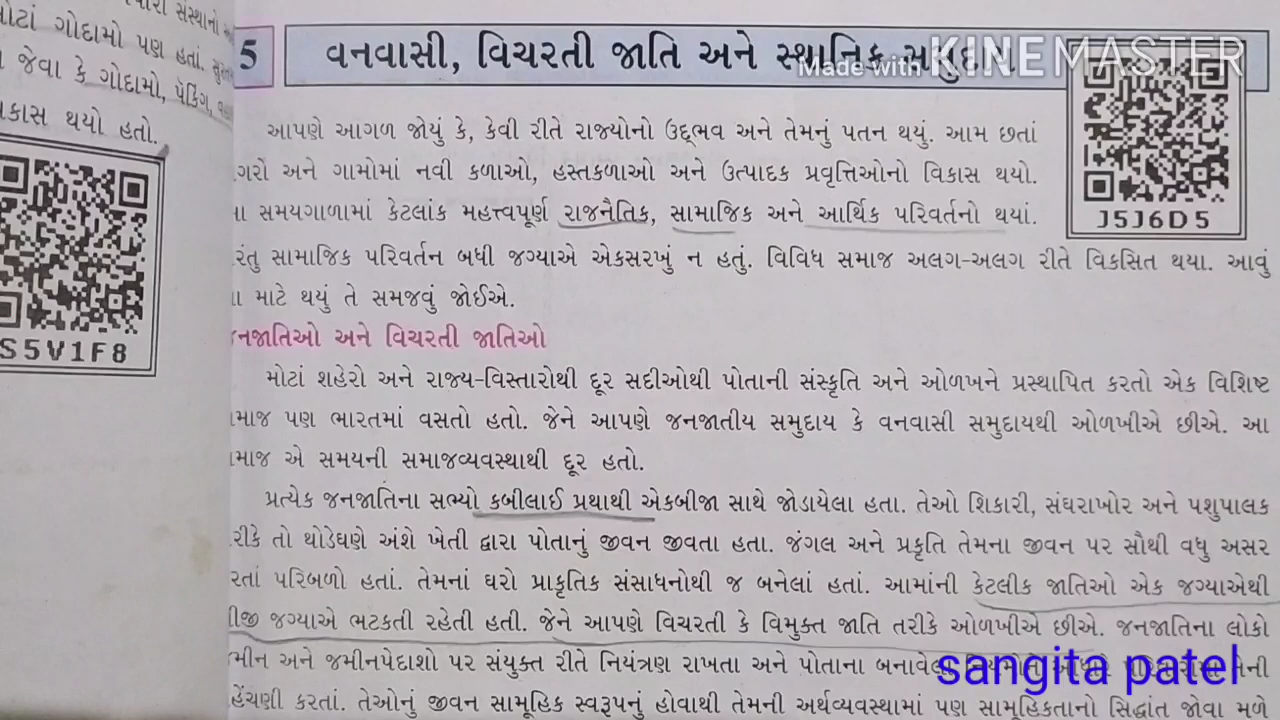 સંસ્થાનો
મોટાં ગોદામો પણ હતાં.
જેવા કે ગોદામો, પૅકિંગ,
થયો હતો.
S5V1F8
5
વનવાસી, વિચરતી જાતિ અને સ્થાનિક
Made with KINEMASTER
આપણે આગળ જોયું કે, કેવી રીતે રાજ્યોનો ઉદ્ભવ અને તેમનું પતન થયું. આમ છતાં
અને ગામોમાં નવી કળાઓ, હસ્તકળાઓ અને ઉત્પાદક પ્રવૃત્તિઓનો વિકાસ થયો.
સમયગાળામાં કેટલાંક મહત્ત્વપૂર્ણ રાજનૈતિક, સામાજિક અને આર્થિક પરિવર્તનો થયાં.
J5J6D5
સામાજિક પરિવર્તન બધી જગ્યાએ એકસરખું ન હતું. વિવિધ સમાજ અલગ-અલગ રીતે વિકસિત થયા. આવું
માટે થયું તે સમજવું જોઈએ.
જનજાતિઓ અને વિચરતી જાતિઓ
મોટાં શહેરો અને રાજ્ય-વિસ્તારોથી દૂર સદીઓથી પોતાની સંસ્કૃતિ અને ઓળખને પ્રસ્થાપિત કરતો એક વિશિષ્ટ
સમાજ પણ ભારતમાં વસતો હતો. જેને આપણે જનજાતીય સમુદાય કે વનવાસી સમુદાયથી ઓળખીએ છીએ. આ
સમાજ એ સમયની સમાજવ્યવસ્થાથી દૂર હતો.
પ્રત્યેક જનજાતિના સભ્યો કબીલાઈ પ્રથાથી એકબીજા સાથે જોડાયેલા હતા. તેઓ શિકારી, સંઘરાખોર અને પશુપાલક
તરીકે તો થોડેઘણે અંશે ખેતી દ્વારા પોતાનું જીવન જીવતા હતા. જંગલ અને પ્રકૃતિ તેમના જીવન પર સૌથી વધુ અસર
કરતાં પરિબળો હતાં. તેમનાં ઘરો પ્રાકૃતિક સંસાધનોથી જ બનેલાં હતાં. આમાંની કેટલીક જાતિઓ એક જગ્યાએથી
બીજી જગ્યાએ ભટકતી રહેતી હતી. જેને આપણે વિચરતી કે વિમુક્ત જાતિ તરીકે ઓળખીએ છીએ. જનજાતિના લોકો
જમીન અને જમીનપેદાશો પર સંયુક્ત રીતે નિયંત્રણ રાખતા અને પોતાના બનાવેલા
sangita patel
વહેંચણી કરતાં. તેઓનું જીવન સામૂહિક સ્વરૂપનું હોવાથી તેમની અર્થવ્યવસ્થામાં પણ સામૂહિકતાનો સિદ્ધાંત જોવા મળે